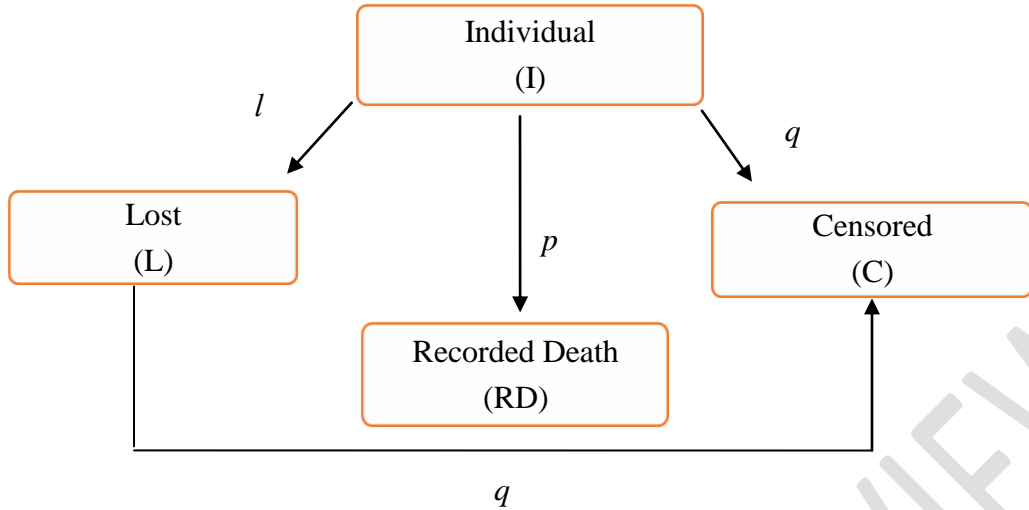 Individual
(I)
l
q
Lost
(L)
p
Censored
(C)
Recorded Death
(RD)
q